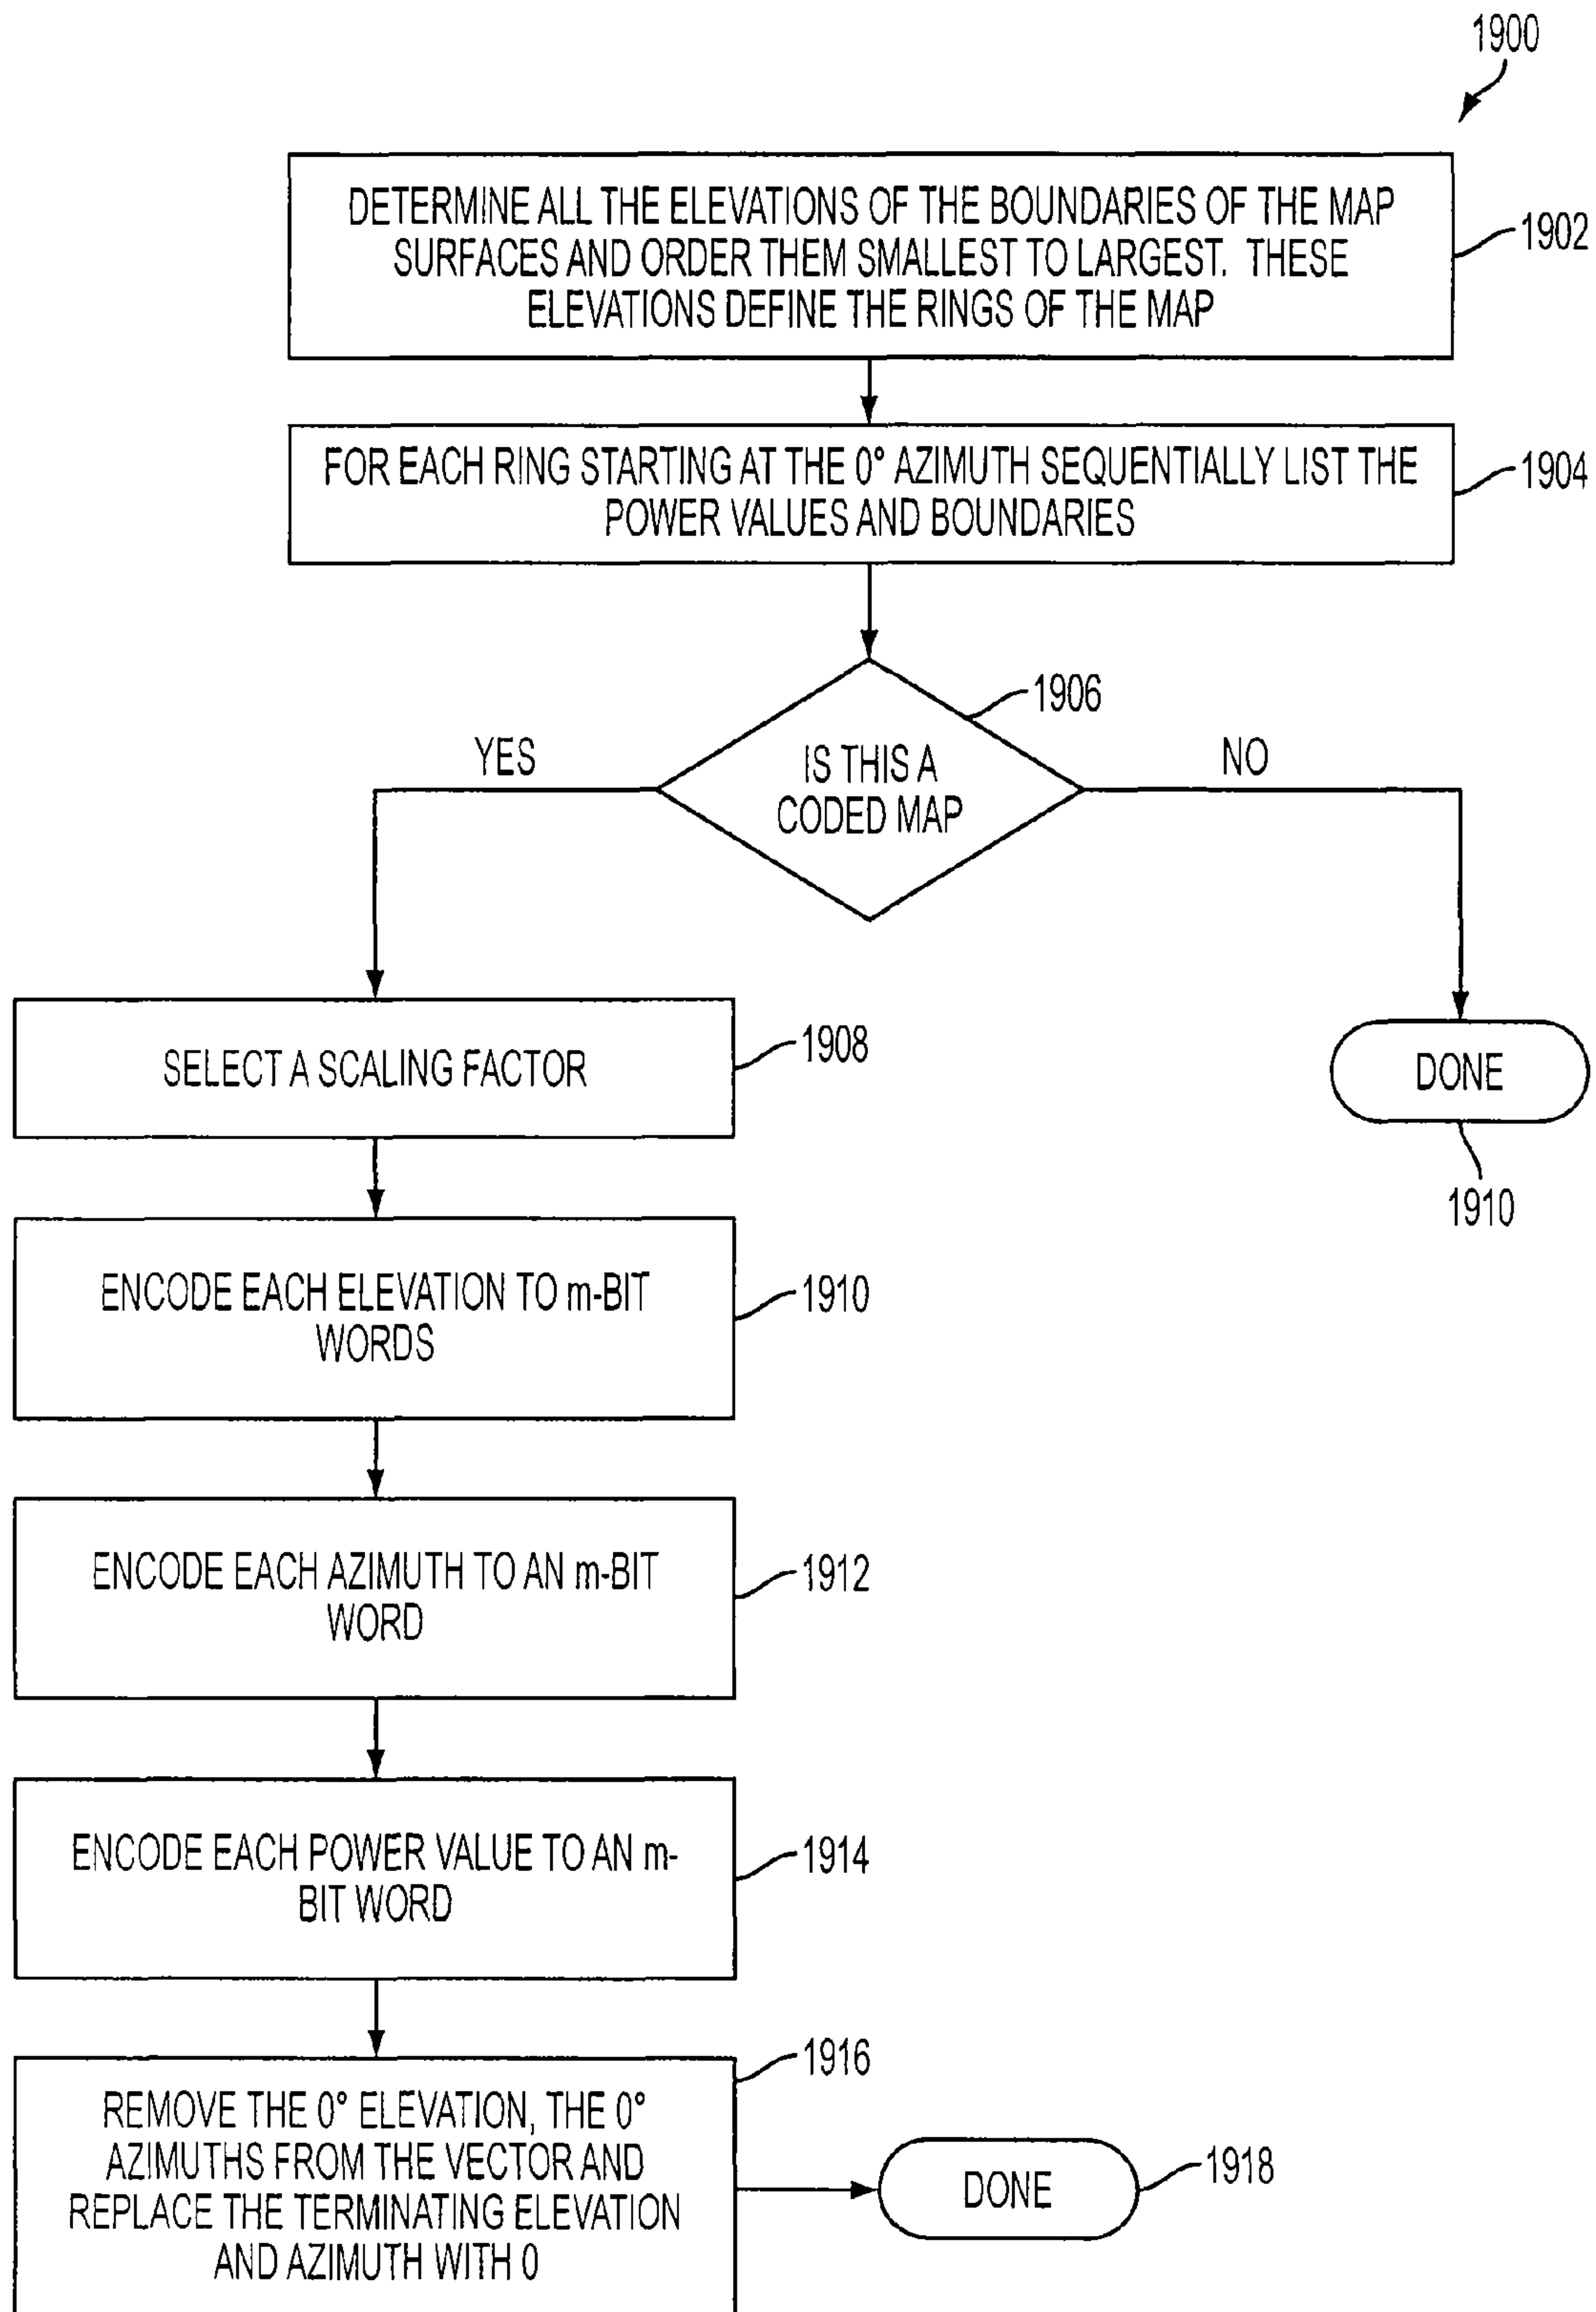 1900
DETERMINE ALL THE ELEVATIONS OF THE BOUNDARIES OF THE MAP
SURFACES AND ORDER THEM SMALLEST TO LARGEST. THESE
ELEVATIONS DEFINE THE RINGS OF THE MAP
1902
FOR EACH RING STARTING AT THE 0° AZIMUTH SEQUENTIALLY LIST THE
POWER VALUES AND BOUNDARIES
1904
1906
IS THIS A
CODED MAP
YES
NO
SELECT A SCALING FACTOR
1908
DONE
1910
ENCODE EACH ELEVATION TO m-BIT
WORDS
1910
ENCODE EACH AZIMUTH TO AN m-BIT
WORD
1912
ENCODE EACH POWER VALUE TO AN m-
BIT WORD
1914
REMOVE THE 0° ELEVATION, THE 0°
AZIMUTHS FROM THE VECTOR AND
REPLACE THE TERMINATING ELEVATION
AND AZIMUTH WITH 0
1916
DONE
1918